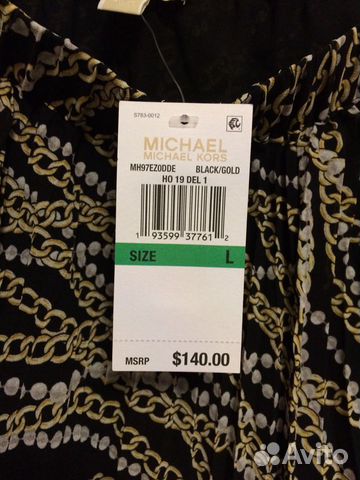 S783-0012
MICHAEL
MICHAEL KORS
MH97EZ0DDE BLACK/GOLD
HO 19 DEL 1
1 93599 37761 2
SIZE L
MSRP $140.00
Avito